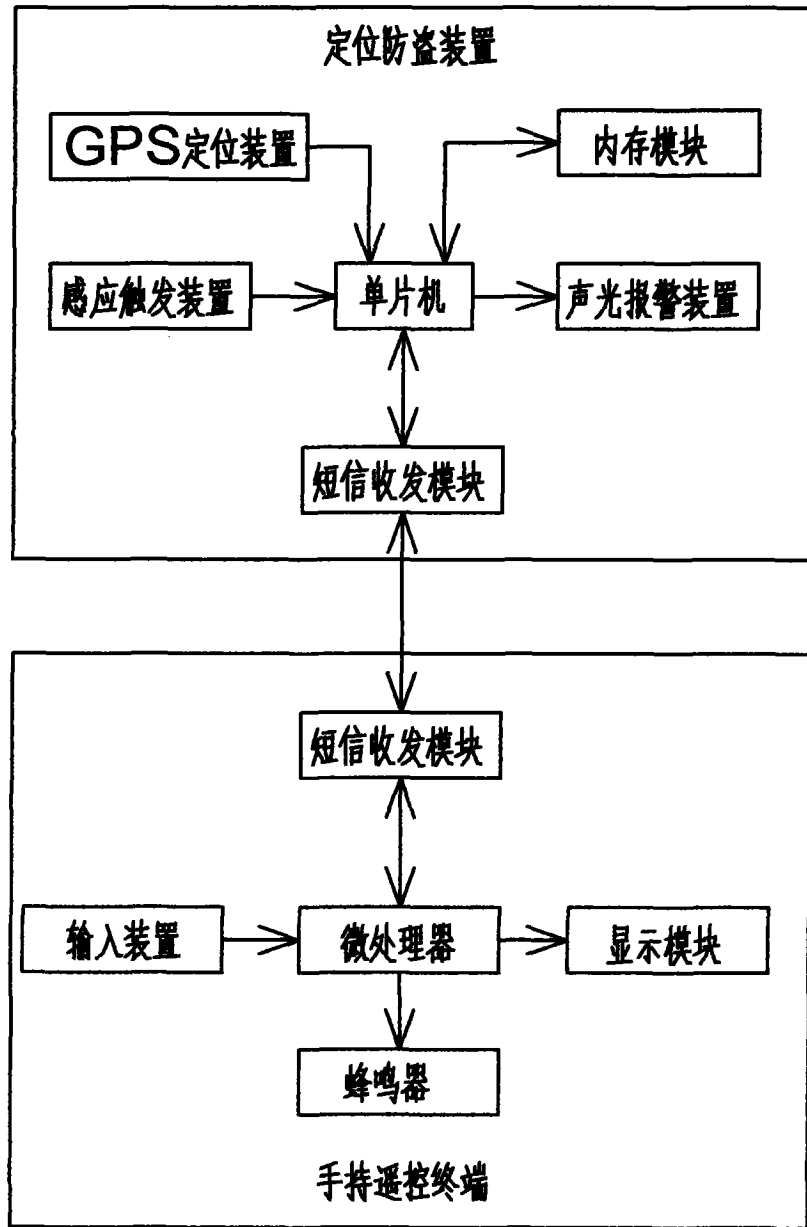 定位防盗装置
GPS定位装置
内存模块
感应触发装置
单片机
声光报警装置
短信收发模块
短信收发模块
输入装置
微处理器
显示模块
蜂鸣器
手持遥控终端